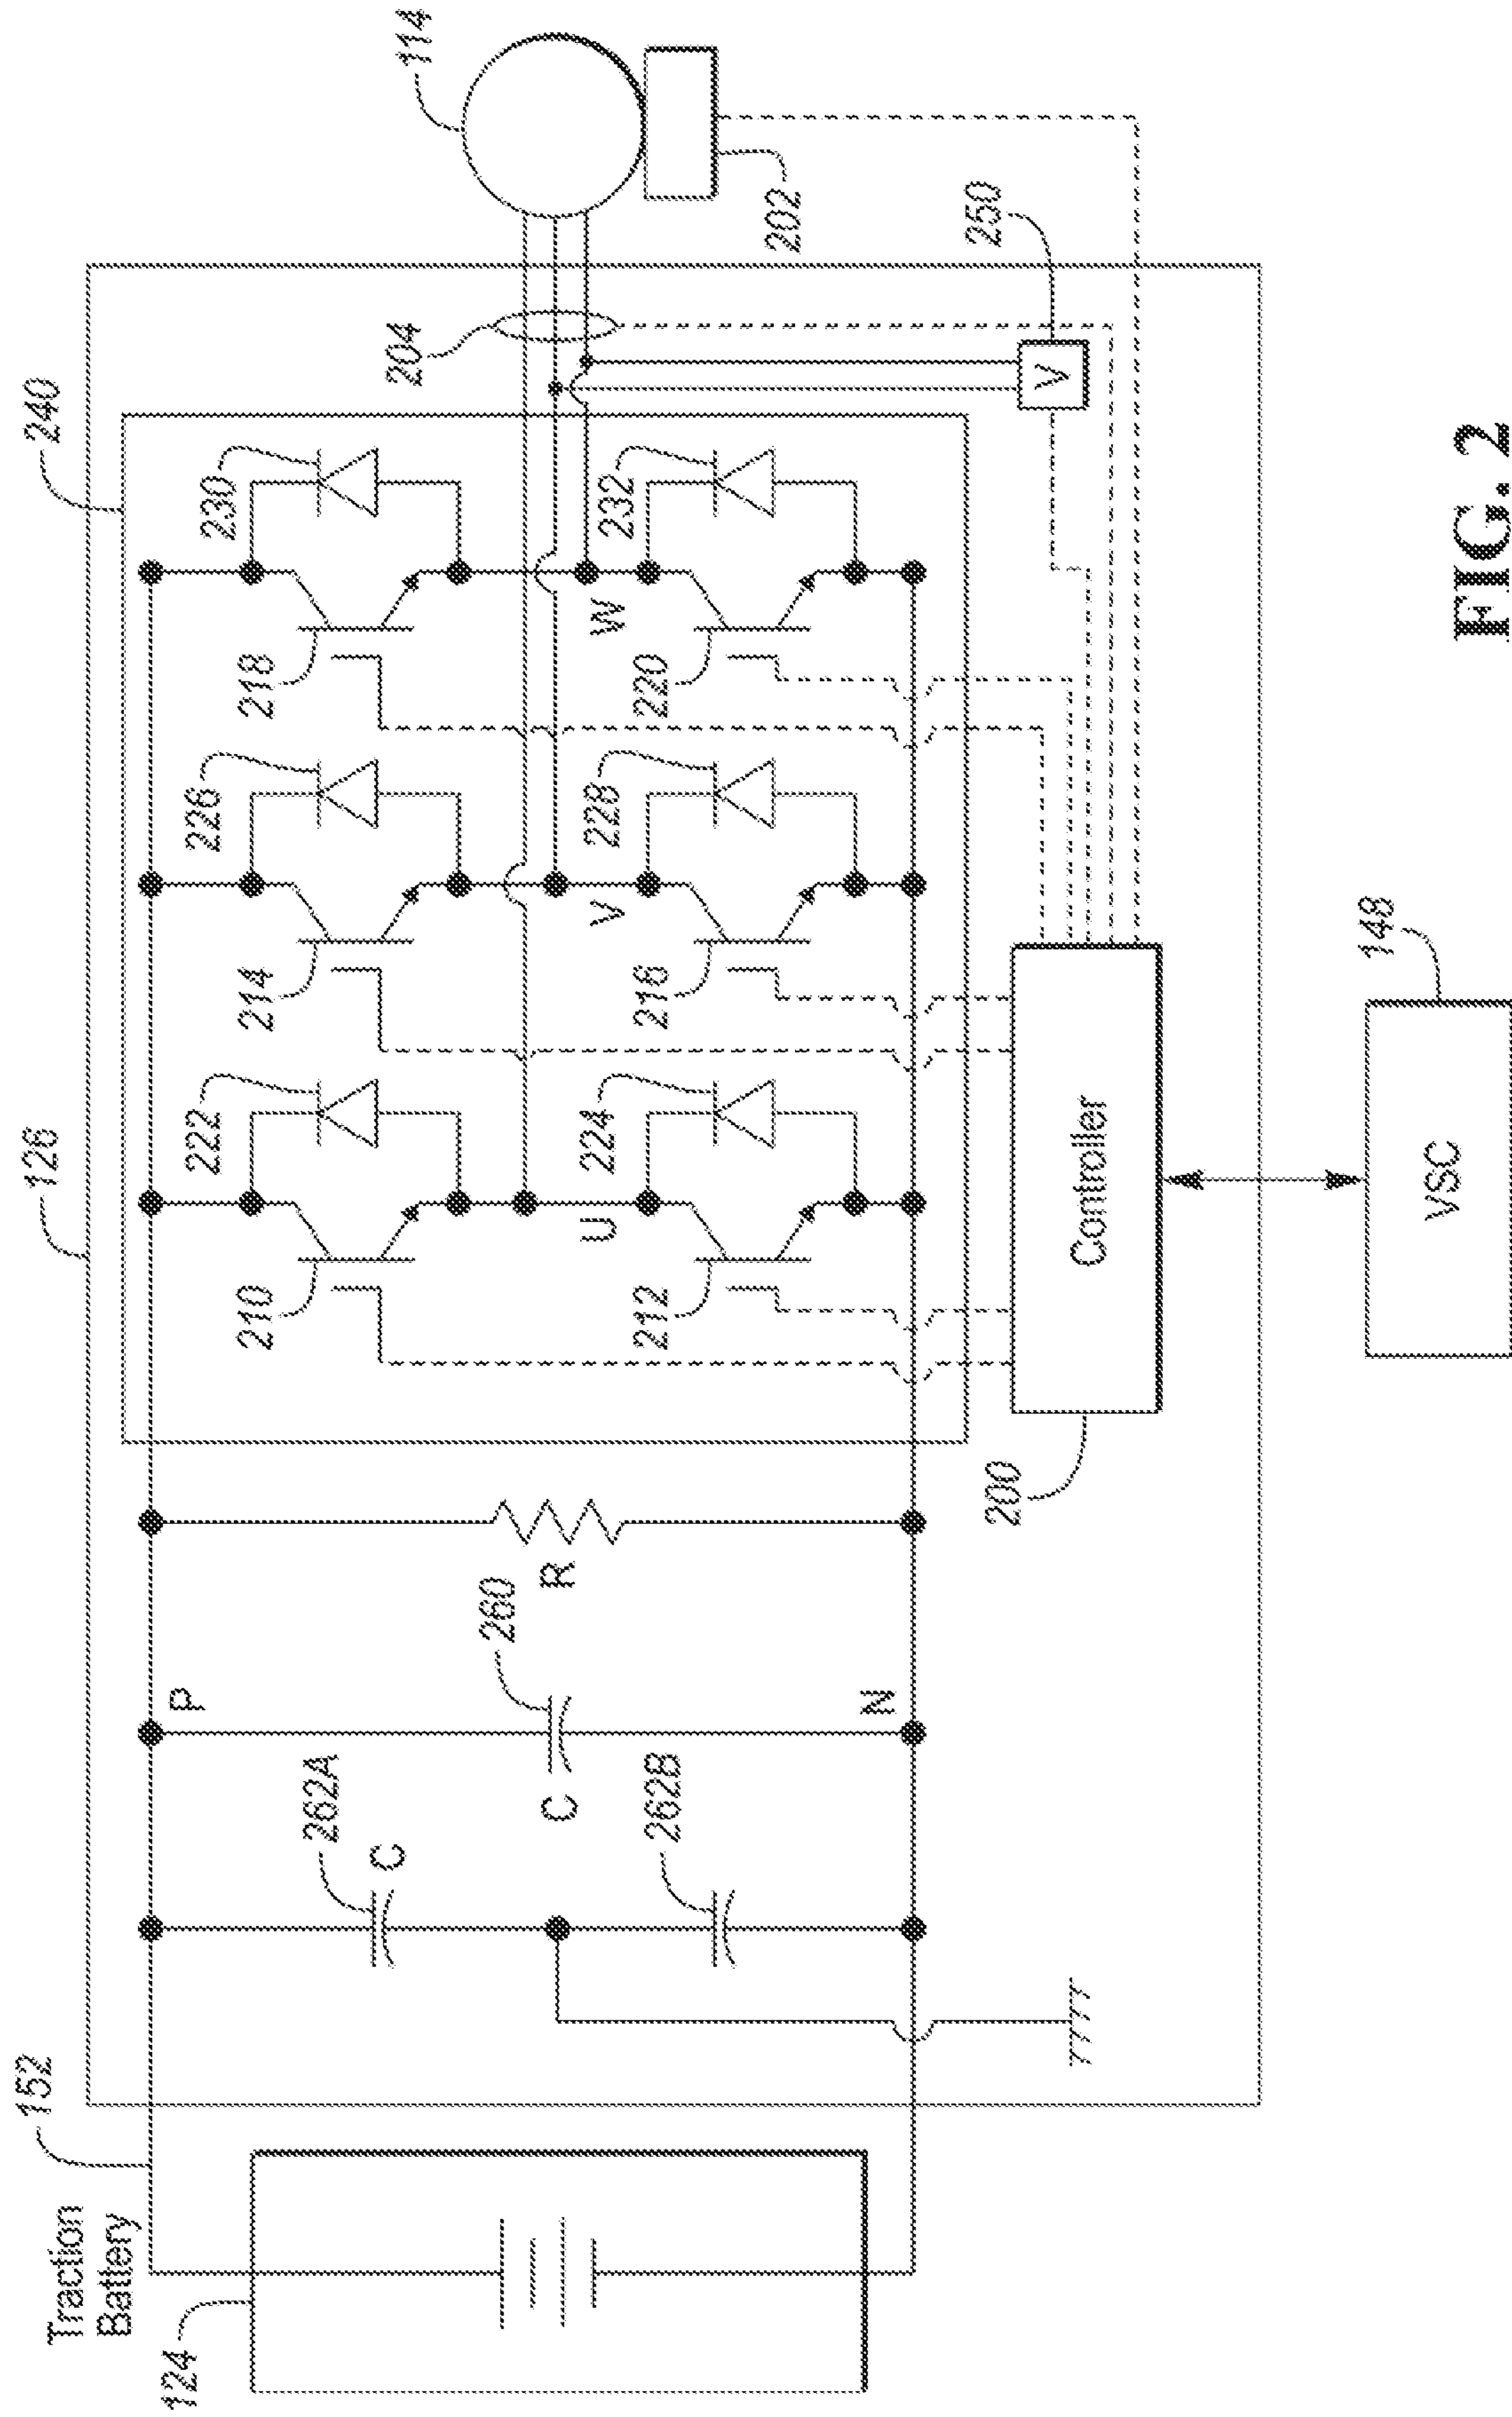 Traction
Battery
124
152
126
240
P
N
262A
C
262B
260
C
R
210
222
214
226
218
230
U
V
W
212
224
216
228
220
232
204
114
202
250
V
200
Controller
VSC
148
FIG. 2